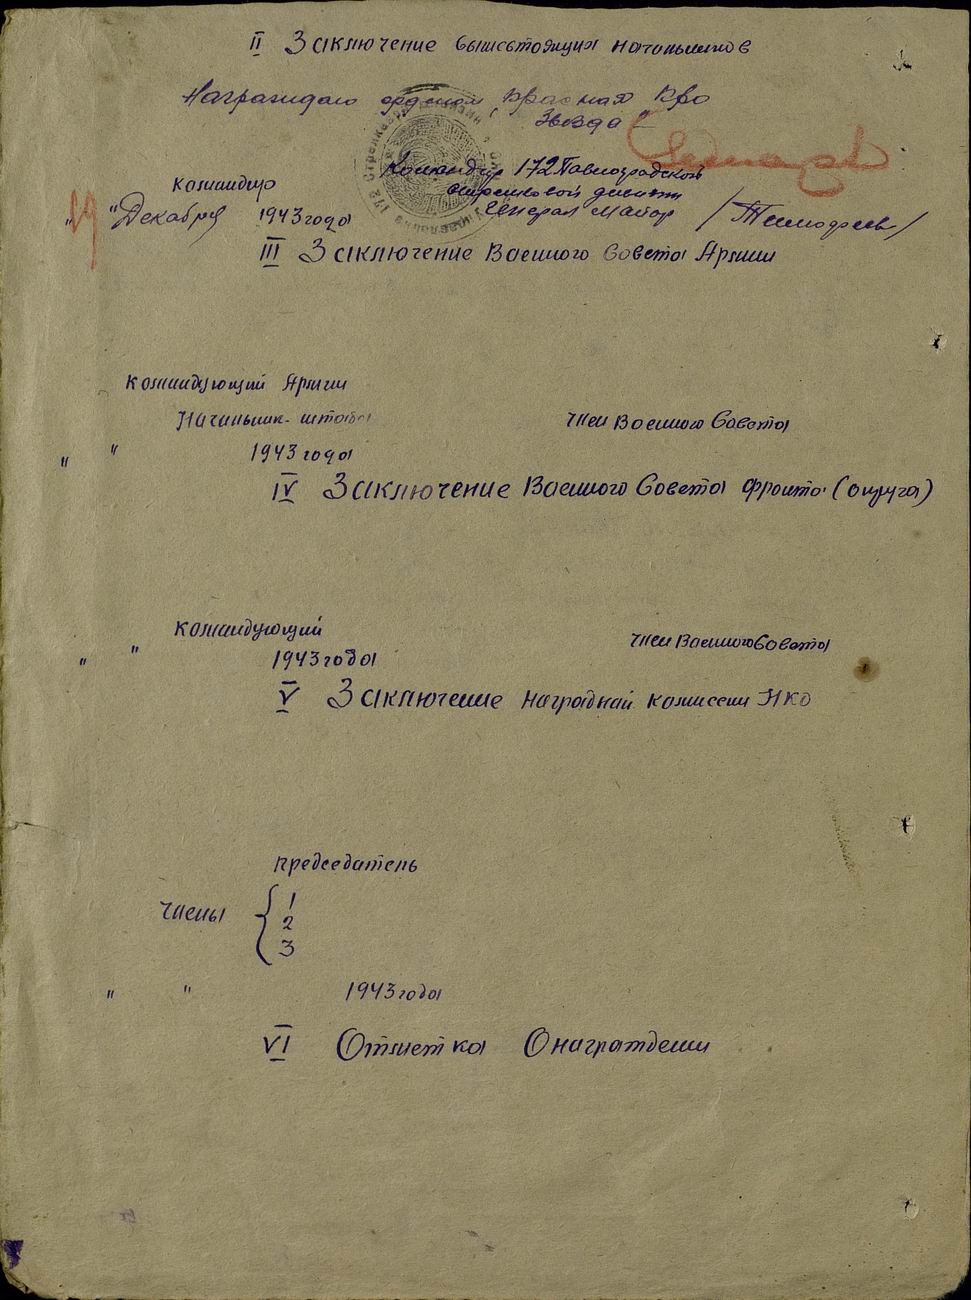 II Заключение вышестоящих начальников
Награждаю орденом "Красная
Звезда"
Командир 172 Павлоградской
стрелковой дивизии
Командир
Генерал Майор /Тимофеев/
"19" Декабря 1943 года
III Заключение Военного Совета Армии
Командующий Армии
Начальник штаба Член Военного Совета
" " 1943 года
IV Заключение Военного Совета Фронта (округа)
Командующий Член Военного Совета
" " 1943 года
V Заключение наградной комиссии НКО
Председатель
Члены { 1
2
3
" " 1943 года
VI Отметка О награждении